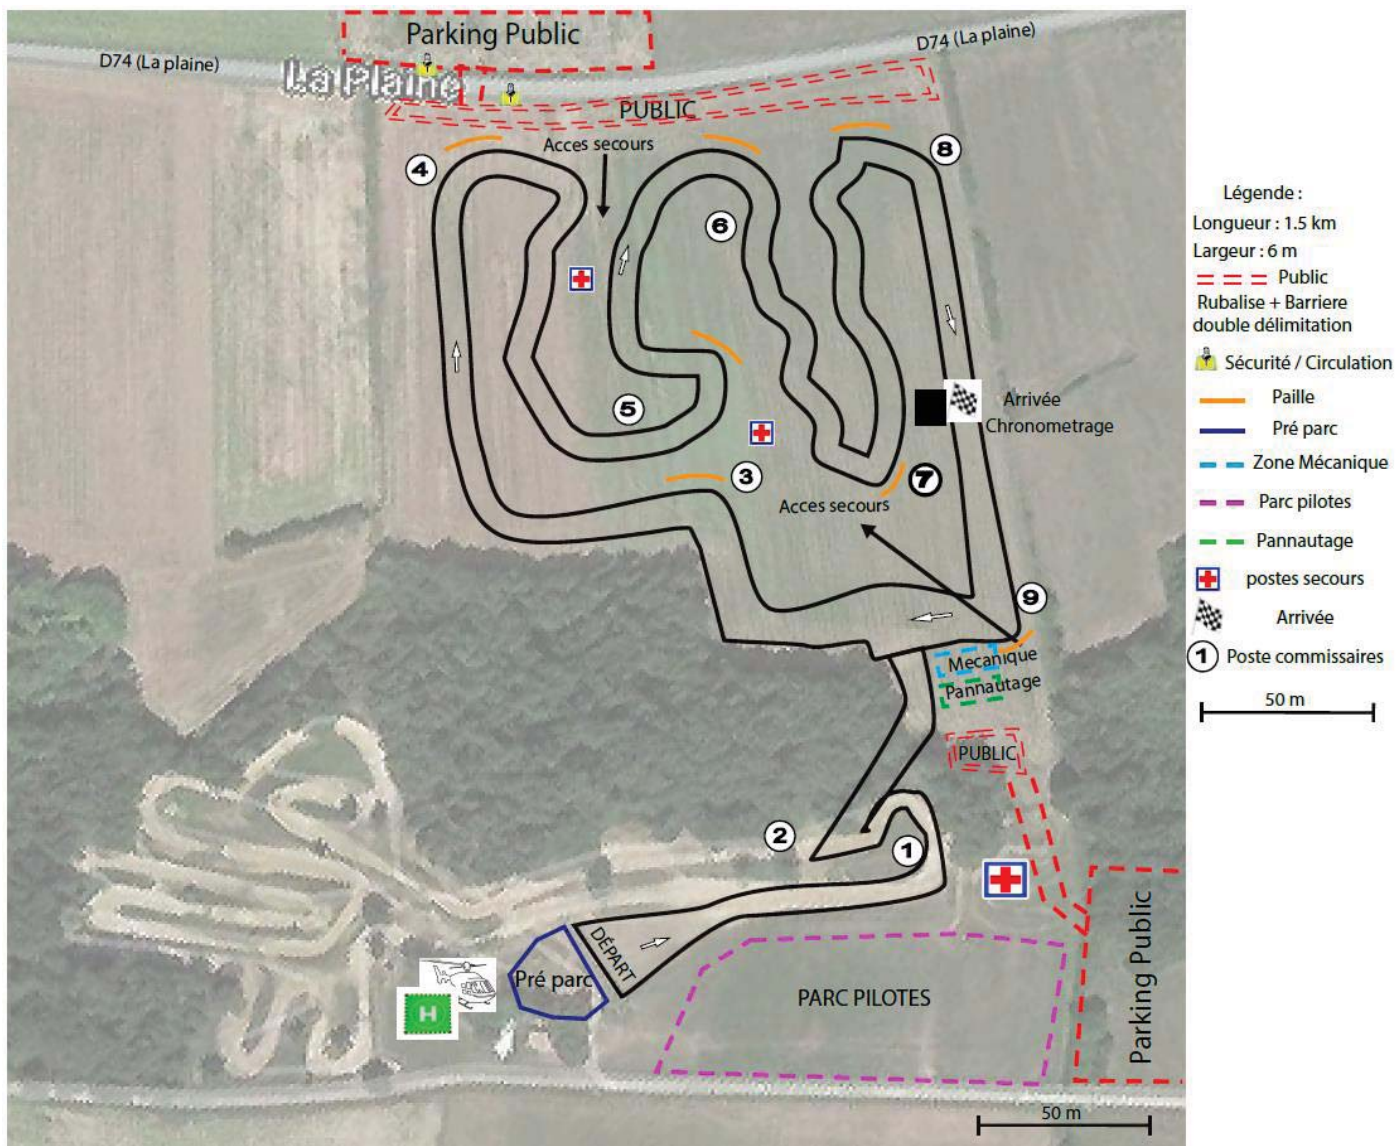 Parking Public
D74 (La plaine)
D74 (La plaine)
La Plaine
PUBLIC
Acces secours
4
8
6
5
3
7
Arrivée
Chronometrage
Acces secours
9
Mécanique
Pannautage
PUBLIC
2
1
DÉPART
Pré parc
H
PARC PILOTES
Parking Public
50 m
Légende :
Longueur : 1.5 km
Largeur : 6 m
Public
Rubalise + Barriere
double délimitation
Sécurité / Circulation
Paille
Pré parc
Zone Mécanique
Parc pilotes
Pannautage
postes secours
Arrivée
1 Poste commissaires
50 m